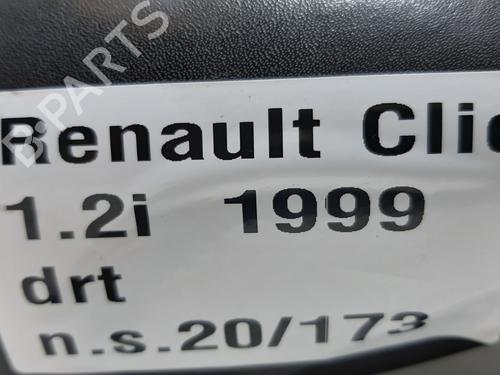 B-PARTS
Renault Clio
1.2i 1999
drt
n.s.20/173